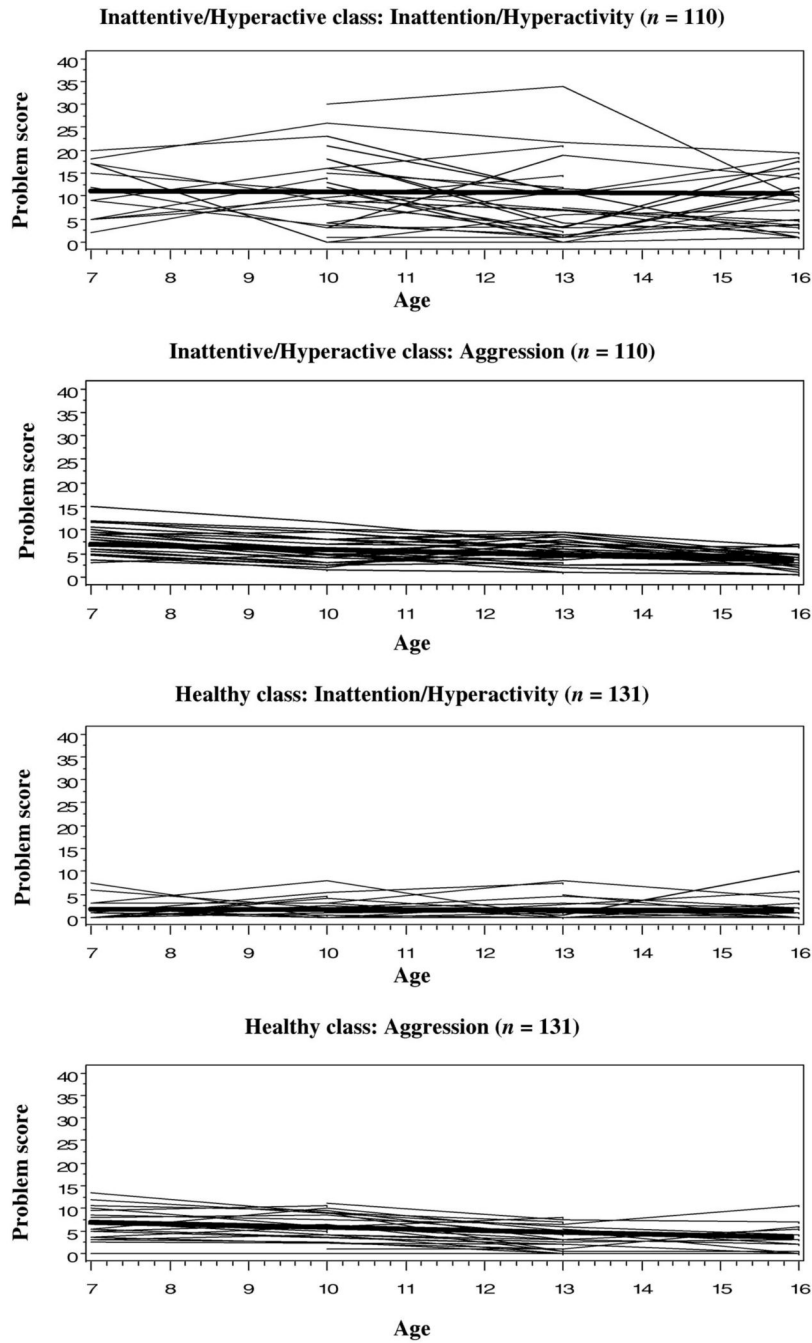 Inattentive/Hyperactive class: Inattention/Hyperactivity (n = 110)
Problem score
40
35
30
25
20
15
10
5
0
7 8 9 10 11 12 13 14 15 16
Age
Inattentive/Hyperactive class: Aggression (n = 110)
Problem score
40
35
30
25
20
15
10
5
0
7 8 9 10 11 12 13 14 15 16
Age
Healthy class: Inattention/Hyperactivity (n = 131)
Problem score
40
35
30
25
20
15
10
5
0
7 8 9 10 11 12 13 14 15 16
Age
Healthy class: Aggression (n = 131)
Problem score
40
35
30
25
20
15
10
5
0
7 8 9 10 11 12 13 14 15 16
Age